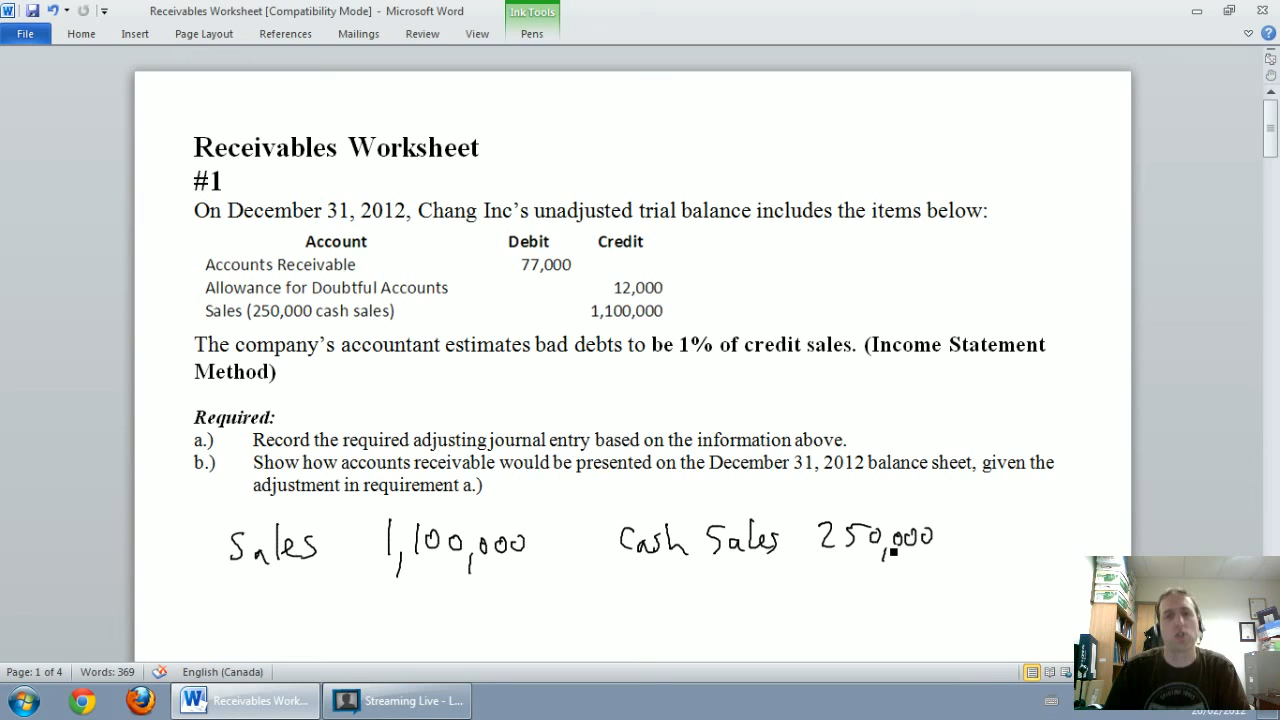 Receivables Worksheet [Compatibility Mode] - Microsoft Word
Ink Tools
File Home Insert Page Layout References Mailings Review View Pens
Receivables Worksheet
#1
On December 31, 2012, Chang Inc's unadjusted trial balance includes the items below:
Account Debit Credit
Accounts Receivable 77,000
Allowance for Doubtful Accounts 12,000
Sales (250,000 cash sales) 1,100,000
The company's accountant estimates bad debts to be 1% of credit sales. (Income Statement
Method)
Required:
a.) Record the required adjusting journal entry based on the information above.
b.) Show how accounts receivable would be presented on the December 31, 2012 balance sheet, given the
adjustment in requirement a.)
Sales 1,100,000 Cash Sales 250,000
Page: 1 of 4 Words: 369 English (Canada)
Receivables Work... Streaming Live - L...